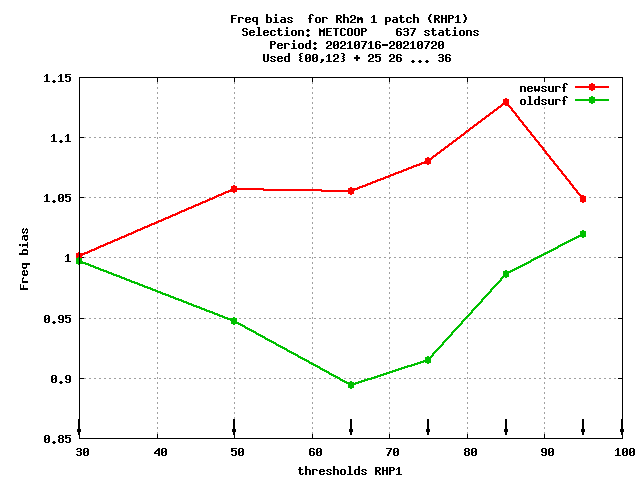 Freq bias  for Rh2m 1 patch (RHP1)
Selection: METCOOP    637 stations
Period: 20210716-20210720
Used {00,12} + 25 26 ... 36
newsurf
oldsurf
1.15
1.1
1.05
1
0.95
0.9
0.85
Freq bias
30 40 50 60 70 80 90 100
thresholds RHP1